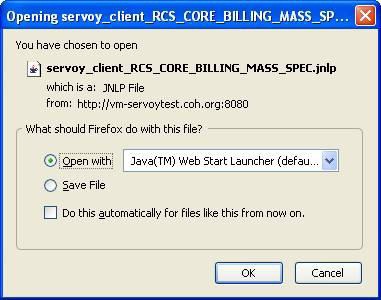 Opening servoy_client_RCS_CORE_BILLING_MASS_SP...
You have chosen to open
servoy_client_RCS_CORE_BILLING_MASS_SPEC.jnlp
which is a: JNLP File
from: http://vm-servoytest.coh.org:8080
What should Firefox do with this file?
Open with Java(TM) Web Start Launcher (defau...
Save File
Do this automatically for files like this from now on.
OK Cancel